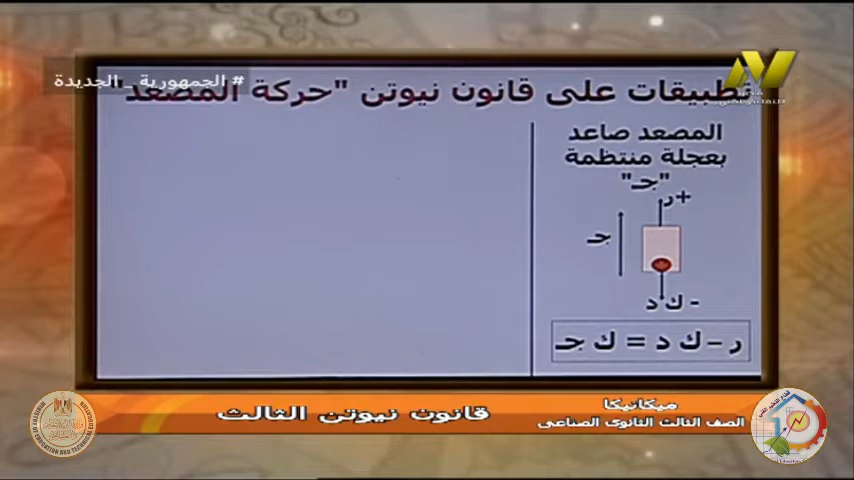 # الجمهورية _ الجديدة
تطبيقات على قانون نيوتن "حركة المصعد"
المصعد صاعد
بعجلة منتظمة
"جـ"
+ر
جـ
- ك د
ر – ك د = ك جـ
ميكانيكا
الصف الثالث الثانوى الصناعى
قانون نيوتن الثالث